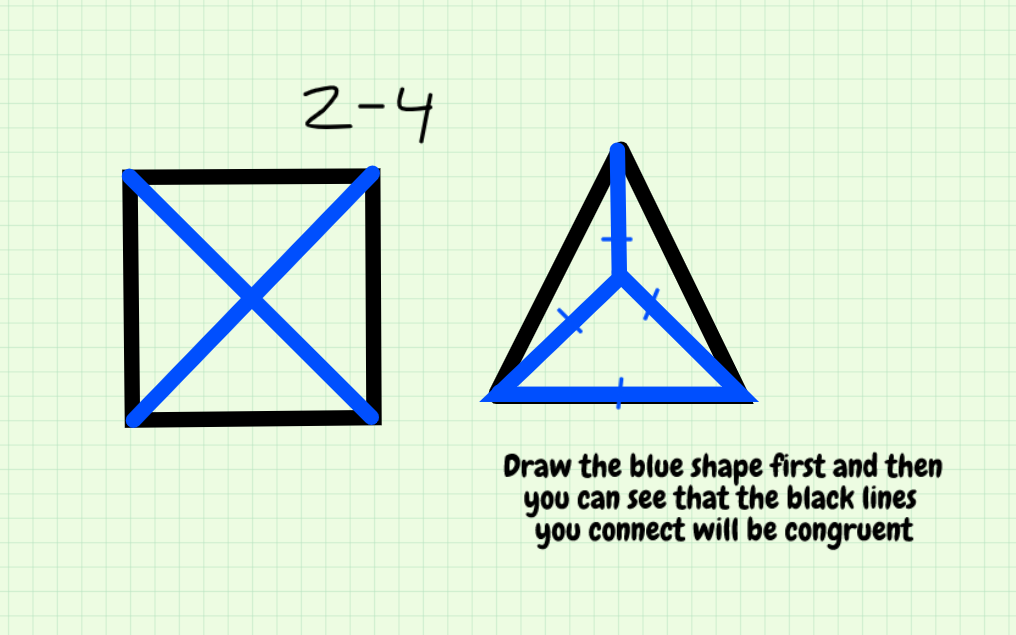 2-4
Draw the blue shape first and then
you can see that the black lines
you connect will be congruent